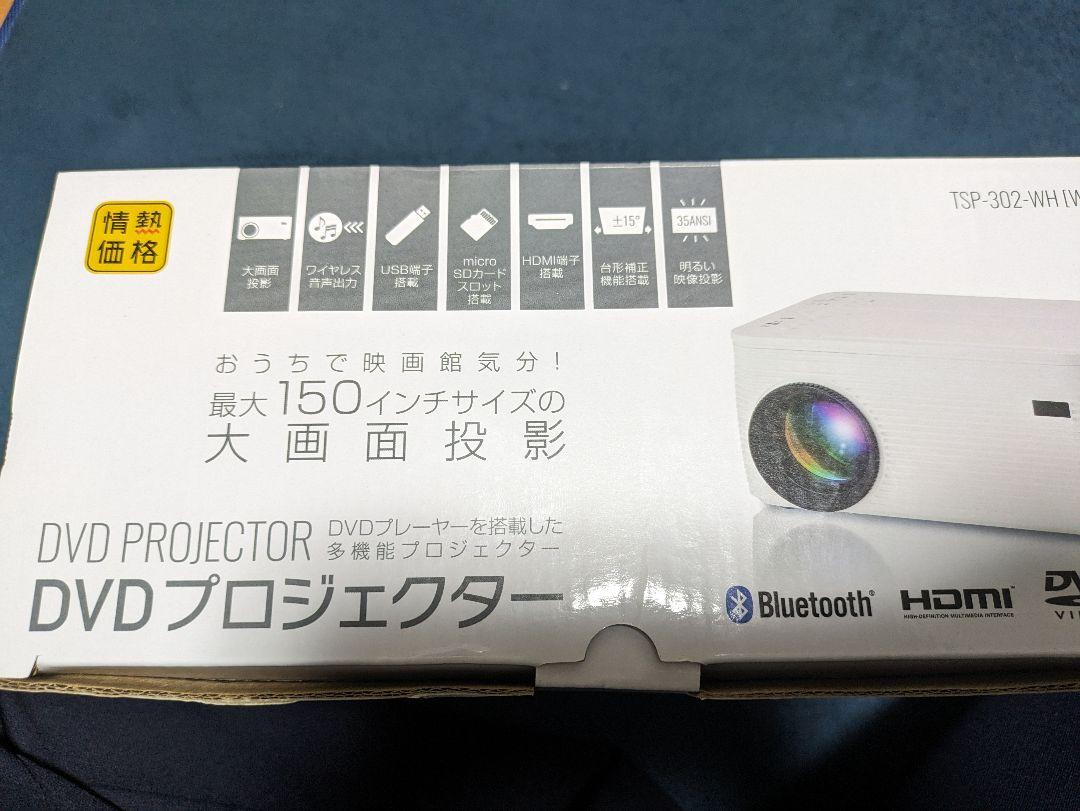 情熱
価格
大画面
投影
ワイヤレス
音声出力
USB端子
搭載
micro
SDカード
スロット
搭載
HDMI端子
搭載
±15°
台形補正
機能搭載
35ANSI
明るい
映像投影
TSP-302-WH
おうちで映画館気分!
最大150インチサイズの
大画面投影
DVD PROJECTOR
DVDプレーヤーを搭載した
多機能プロジェクター
DVDプロジェクター
Bluetooth®
HDMI™
HIGH-DEFINITION MULTIMEDIA INTERFACE